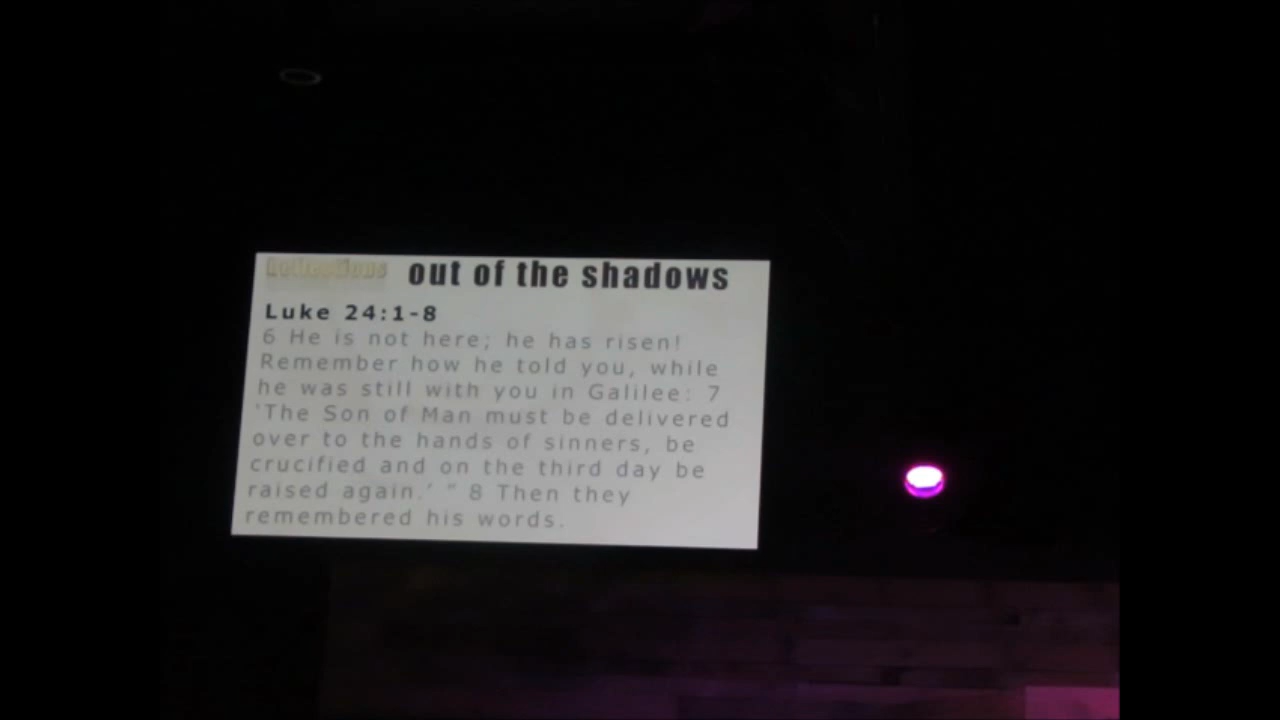 Reflections out of the shadows
Luke 24:1-8
6 He is not here; he has risen!
Remember how he told you, while
he was still with you in Galilee: 7
'The Son of Man must be delivered
over to the hands of sinners, be
crucified and on the third day be
raised again.' " 8 Then they
remembered his words.